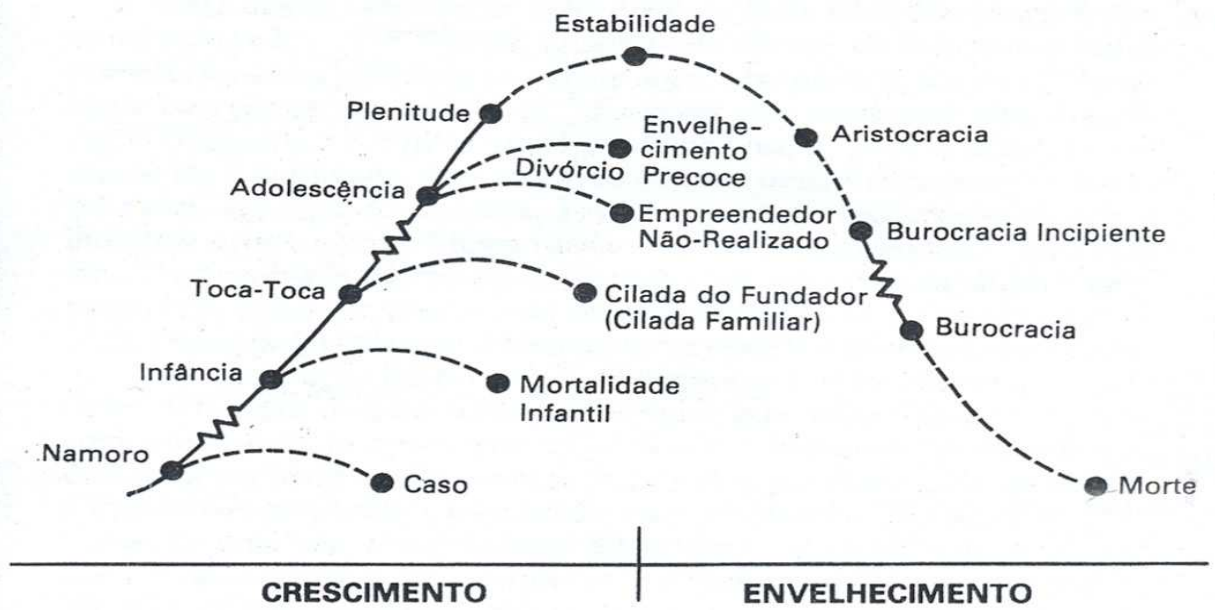 Estabilidade
Plenitude
Envelhe-
cimento
Precoce
Aristocracia
Divórcio
Adolescência
Empreendedor
Não-Realizado
Burocracia Incipiente
Toca-Toca
Cilada do Fundador
(Cilada Familiar)
Burocracia
Infância
Mortalidade
Infantil
Namoro
Caso
Morte
CRESCIMENTO
ENVELHECIMENTO